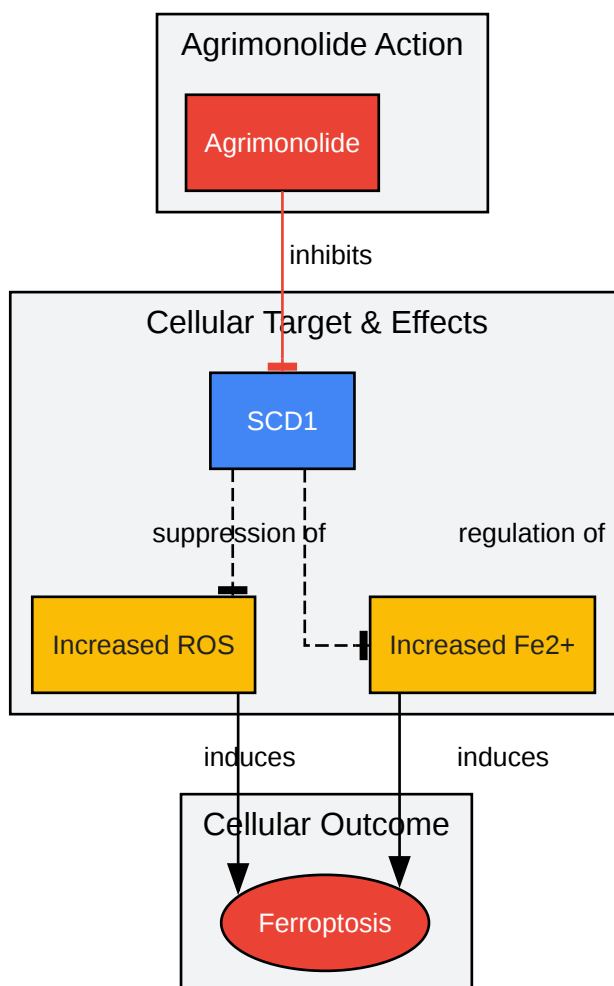 Agrimonolide Action
Agrimonolide
inhibits
Cellular Target & Effects
SCD1
suppression of
regulation of
Increased ROS
Increased Fe2+
induces
induces
Cellular Outcome
Ferroptosis